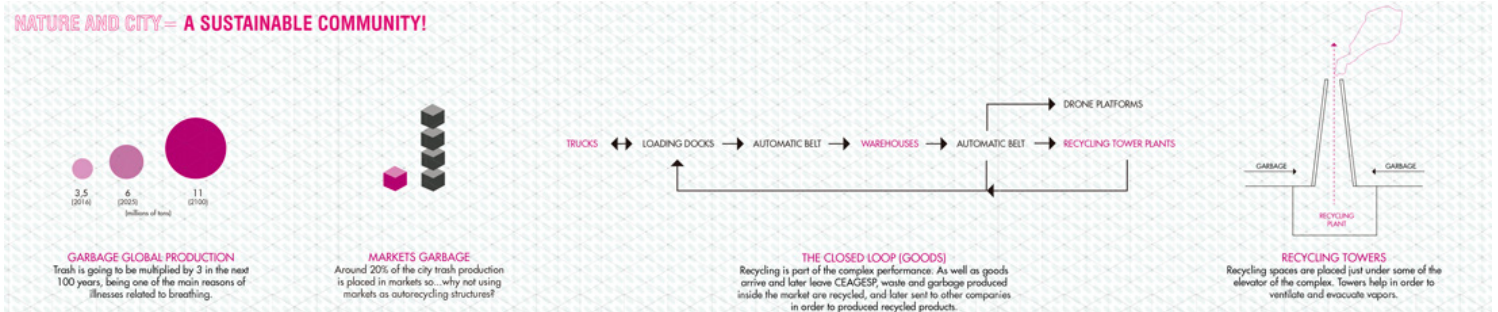 NATURE AND CITY= A SUSTAINABLE COMMUNITY!
3,5
(2016)
6
(2025)
11
(2100)
(millions of tons)
GARBAGE GLOBAL PRODUCTION
Trash is going to be multiplied by 3 in the next
100 years, being one of the main reasons of
illnesses related to breathing.
MARKETS GARBAGE
Around 20% of the city trash production
is placed in markets so...why not using
markets as autorecycling structures?
DRONE PLATFORMS
TRUCKS
LOADING DOCKS
AUTOMATIC BELT
WAREHOUSES
AUTOMATIC BELT
RECYCLING TOWER PLANTS
THE CLOSED LOOP (GOODS)
Recycling is part of the complex performance. As well as goods
arrive and later leave CEAGESP, waste and garbage produced
inside the market are recycled, and later sent to other companies
in order to produced recycled products.
GARBAGE
GARBAGE
RECYCLING
PLANT
RECYCLING TOWERS
Recycling spaces are placed just under some of the
elevator of the complex. Towers help in order to
ventilate and evacuate vapors.